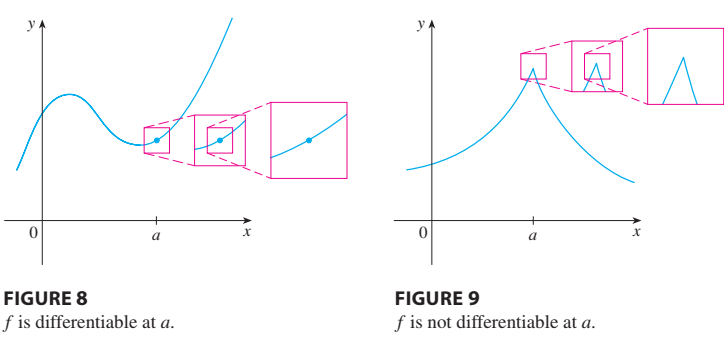 y
0
a
x
FIGURE 8
f is differentiable at a.
y
0
a
x
FIGURE 9
f is not differentiable at a.